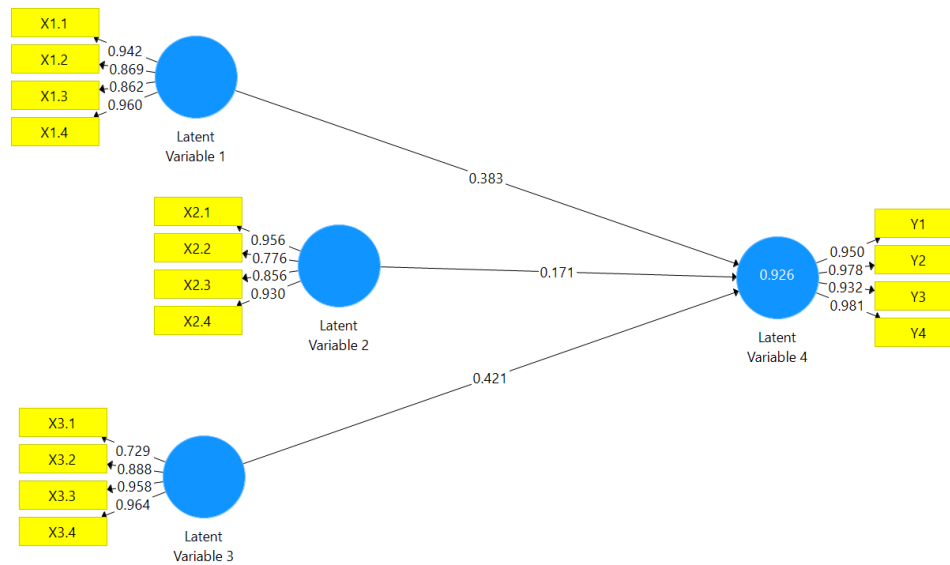 X1.1
0.942
X1.2
0.869
X1.3
0.862
X1.4
0.960
Latent
Variable 1
0.383
X2.1
0.956
X2.2
0.776
X2.3
0.856
X2.4
0.930
Latent
Variable 2
0.171
X3.1
0.729
X3.2
0.888
X3.3
0.958
X3.4
0.964
Latent
Variable 3
0.421
0.926
Latent
Variable 4
Y1
0.950
Y2
0.978
Y3
0.932
Y4
0.981